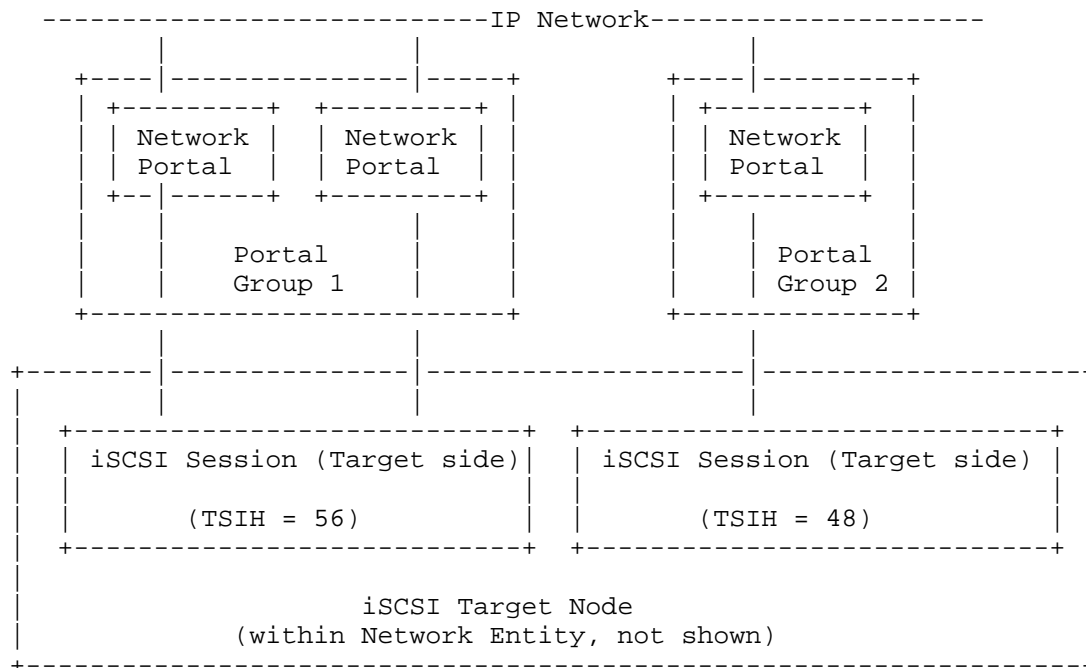 IP Network
Network Network Network
Portal Portal Portal
Portal Portal
Group 1 Group 2
iSCSI Session (Target side) iSCSI Session (Target side)
(TSIH = 56) (TSIH = 48)
iSCSI Target Node
(within Network Entity, not shown)